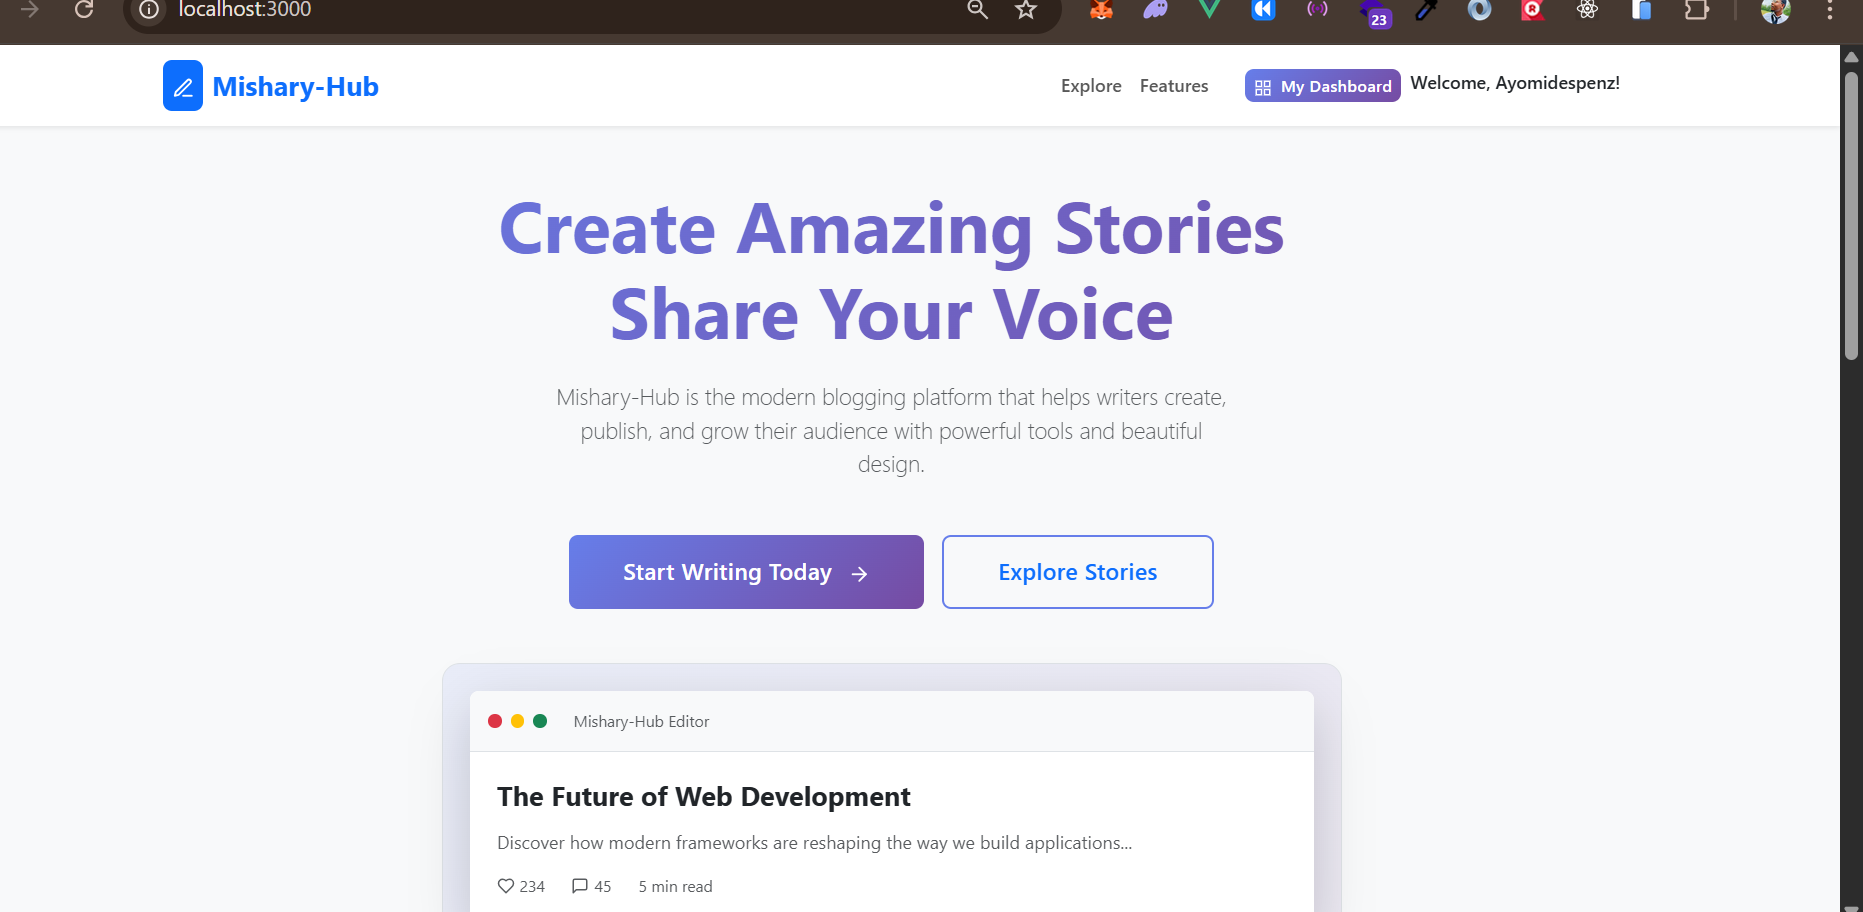 localhost:3000
23
Mishary-Hub
Explore
Features
My Dashboard
Welcome, Ayomidespenz!
Create Amazing Stories
Share Your Voice
Mishary-Hub is the modern blogging platform that helps writers create,
publish, and grow their audience with powerful tools and beautiful
design.
Start Writing Today →
Explore Stories
Mishary-Hub Editor
The Future of Web Development
Discover how modern frameworks are reshaping the way we build applications...
234
45
5 min read